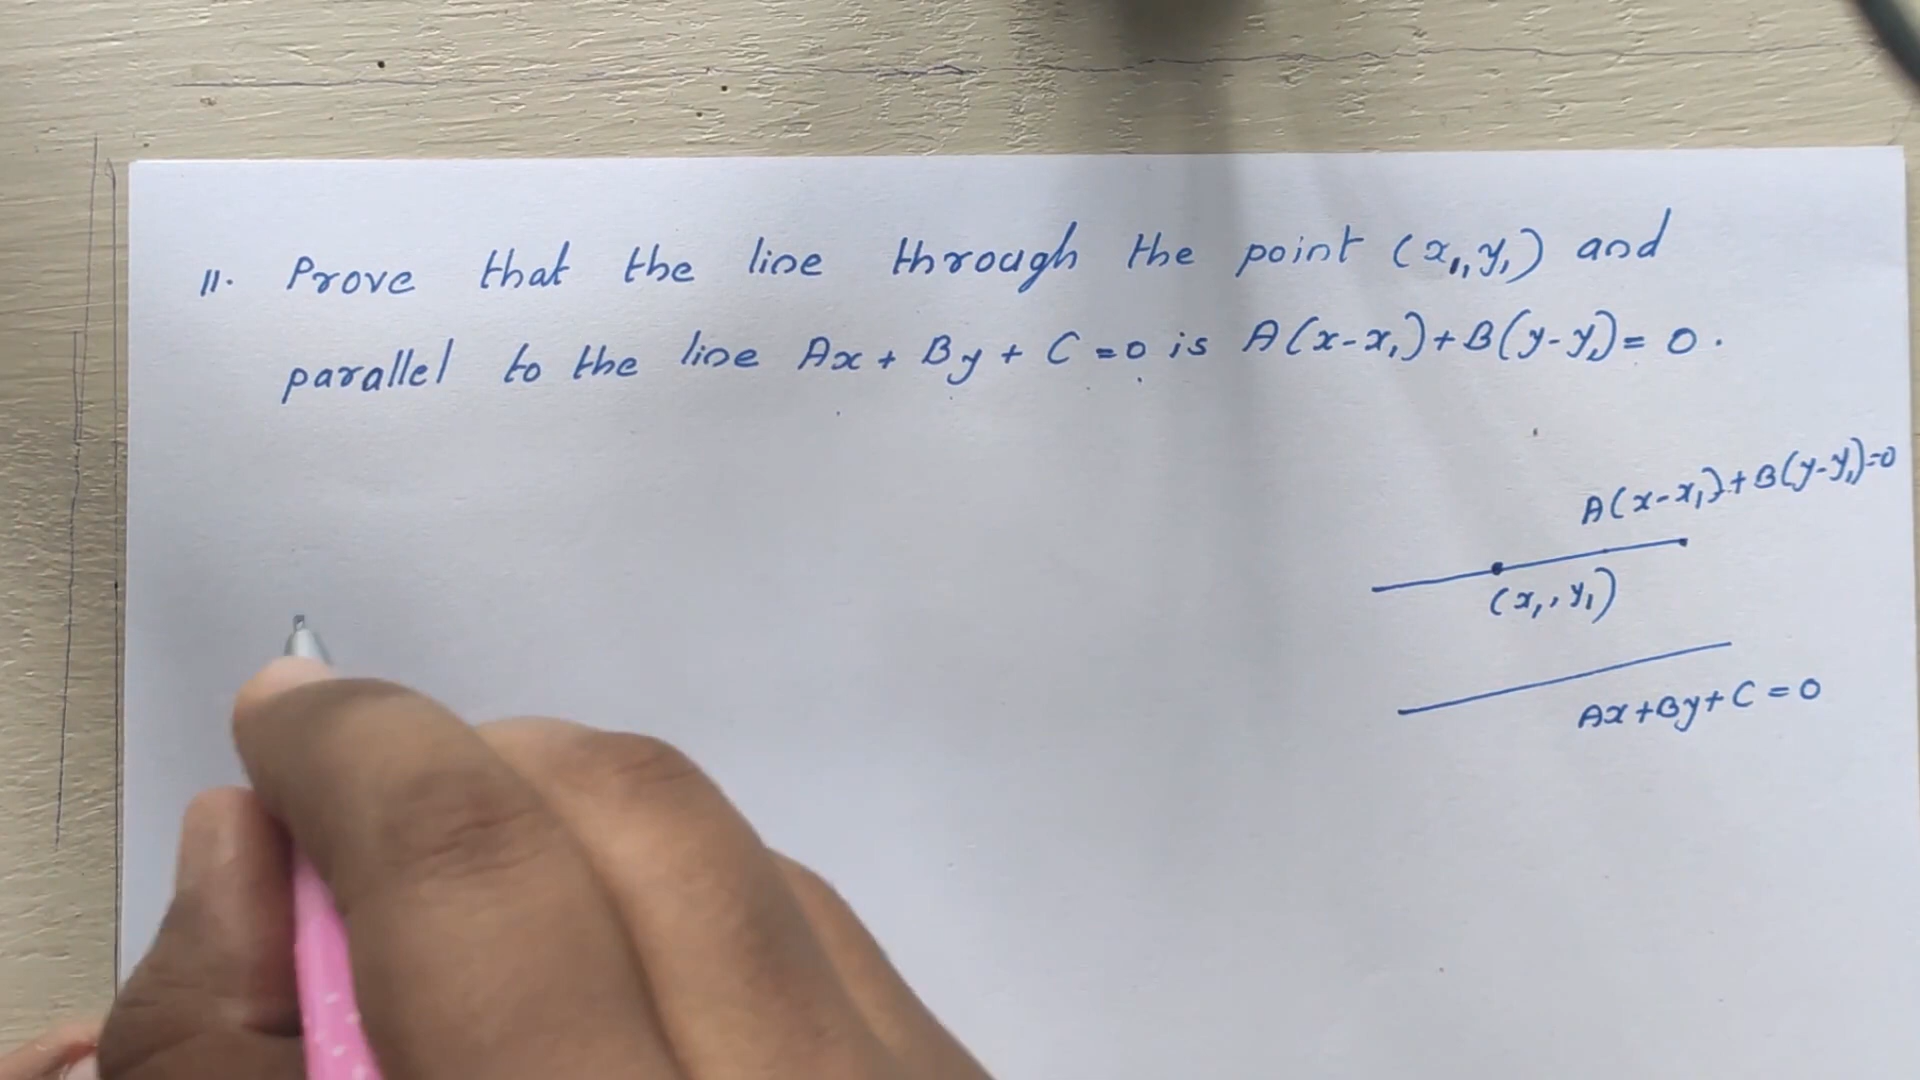 11. Prove that the line through the point (x₁,y₁) and
parallel to the line Ax + By + C = 0 is A(x-x₁)+B(y-y₁)= 0.
A(x-x₁)+B(y-y₁)=0
(x₁, y₁)
Ax+By+C=0